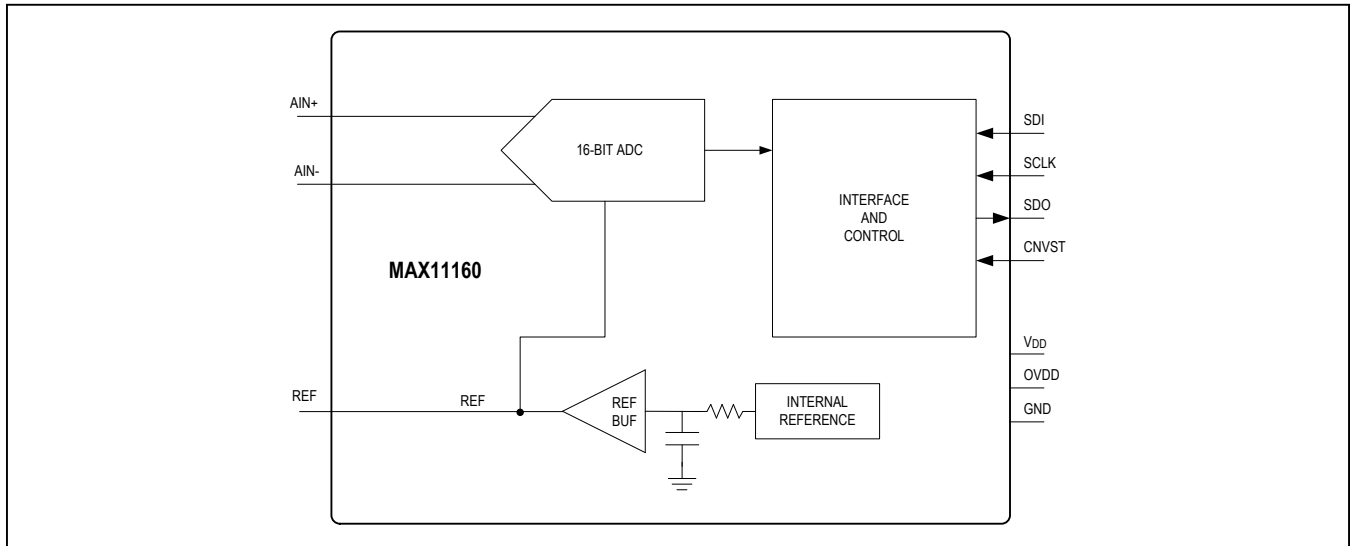 AIN+
AIN-
16-BIT ADC
INTERFACE
AND
CONTROL
SDI
SCLK
SDO
CNVST
MAX11160
VDD
OVDD
GND
REF
REF
REF
BUF
INTERNAL
REFERENCE